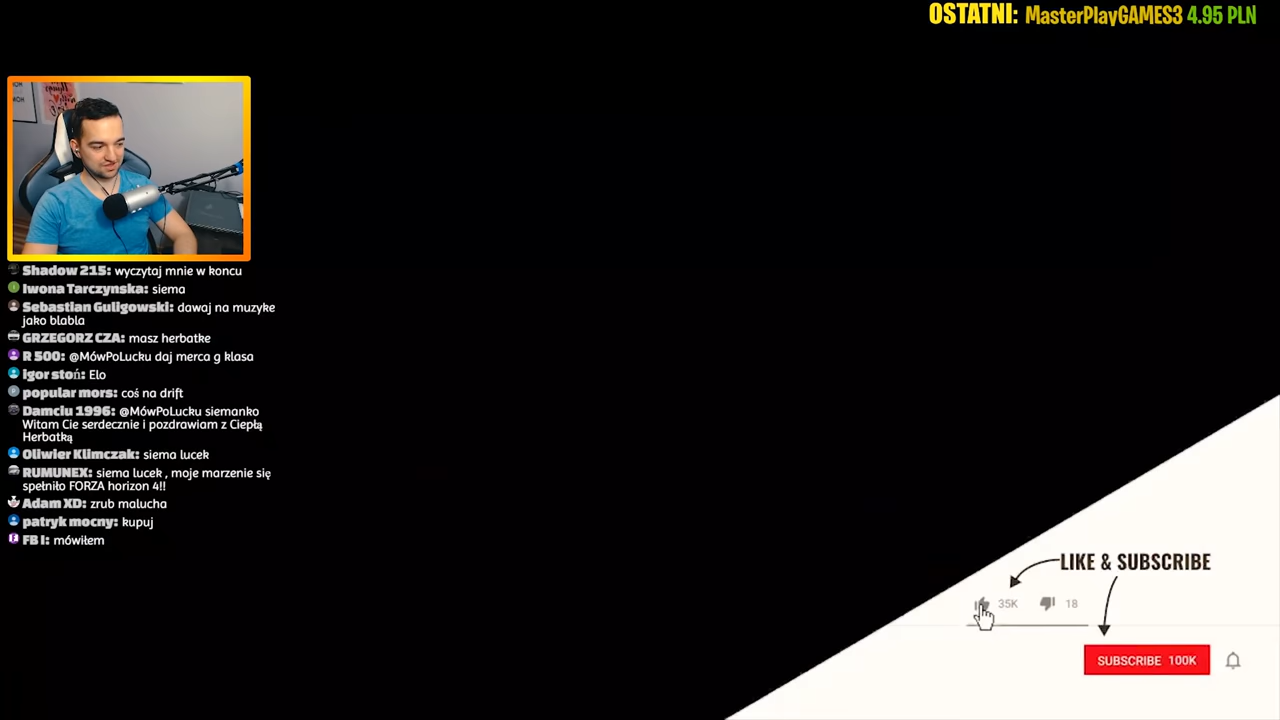 OSTATNI: MasterPlayGAMES3 4.95 PLN
Shadow 215: wyczytaj mnie w koncu
Iwona Tarczynska: siema
Sebastian Guligowski: dawaj na muzyke
jako blabla
GRZEGORZ CZA: masz herbatke
R 500: @MówPoLucku daj merca g klasa
igor stoń: Elo
popular mors: coś na drift
Damciu 1996: @MówPoLucku siemanko
Witam Cie serdecznie i pozdrawiam z Ciepłą
Herbatką
Oliwier Klimczak: siema lucek
RUMUNEX: siema lucek , moje marzenie się
spełniło FORZA horizon 4!!
Adam XD: zrub malucha
patryk mocny: kupuj
FB I: mówiłem
LIKE & SUBSCRIBE
35K 18
SUBSCRIBE 100K